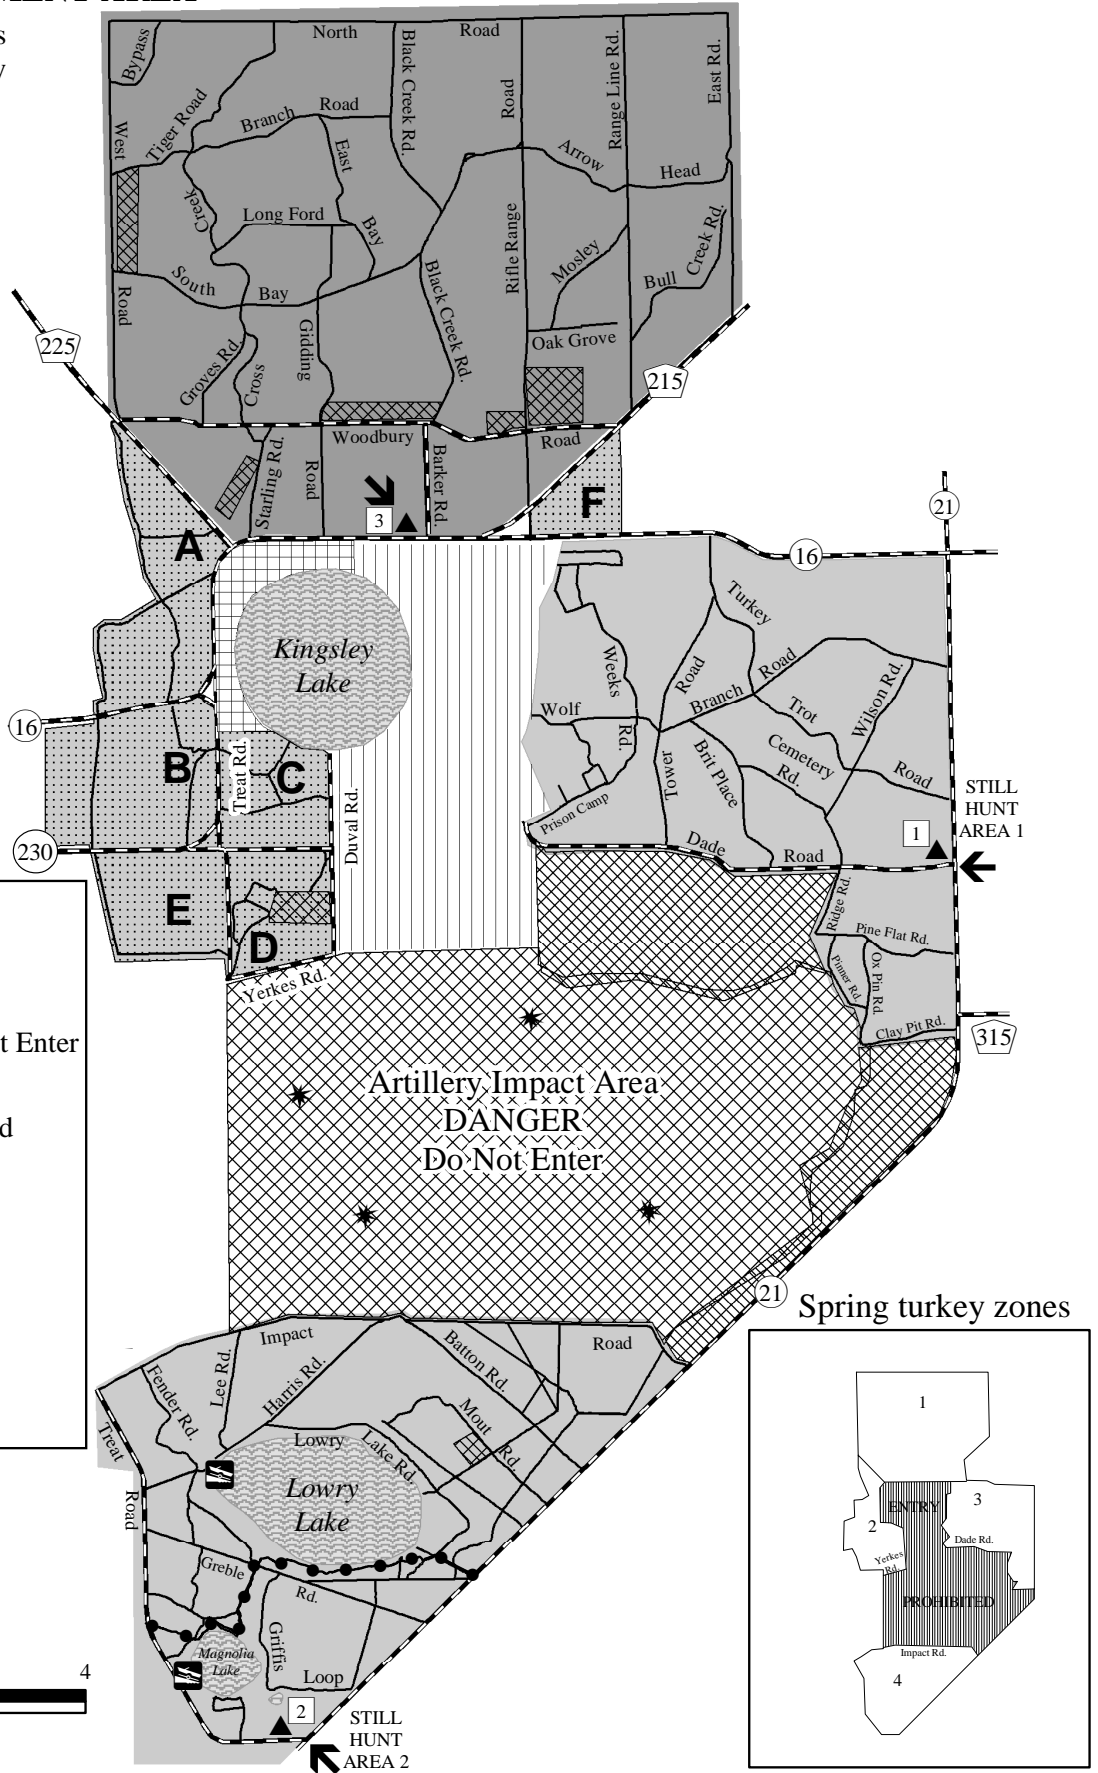 North
Road
Bypass
Black Creek Rd.
Range Line Rd.
East Rd.
Road
Tiger Road
Branch
Road
West
East
Arrow
Head
Creek
Long Ford
Bay
Rifle Range
Mosley
Creek Rd.
Bull
South
Bay
Road
Black Creek Rd.
Gidding
Oak Grove
225
Groves Rd.
Cross
215
Woodbury
Road
Starling Rd.
Road
Barker Rd.
F
21
3
A
16
Turkey
Kingsley
Lake
Weeks
Road
Road
Branch
Wilson Rd.
Wolf
Rd.
Trot
16
Cemetery
Rd.
Road
B
Treat Rd.
C
Tower
Brit Place
STILL
HUNT
AREA 1
Duval Rd.
Prison Camp
1
230
Dade
Road
E
D
Ridge Rd.
Pine Flat Rd.
Pinner Rd.
Ox Pin Rd.
Yerkes Rd.
Clay Pit Rd.
315
t Enter
d
Artillery Impact Area
DANGER
Do Not Enter
21
Spring turkey zones
1
ENTRY
3
2
Dade Rd.
Yerkes
Rd.
PROHIBITED
Impact Rd.
4
Impact
Road
Lee Rd.
Harris Rd.
Batton Rd.
Fender Rd.
Mout
Rd.
Treat
Road
Lowry
Lake Rd.
Lowry
Lake
Greble
Rd.
Griffis
Magnolia
Lake
Loop
4
2
STILL
HUNT
AREA 2